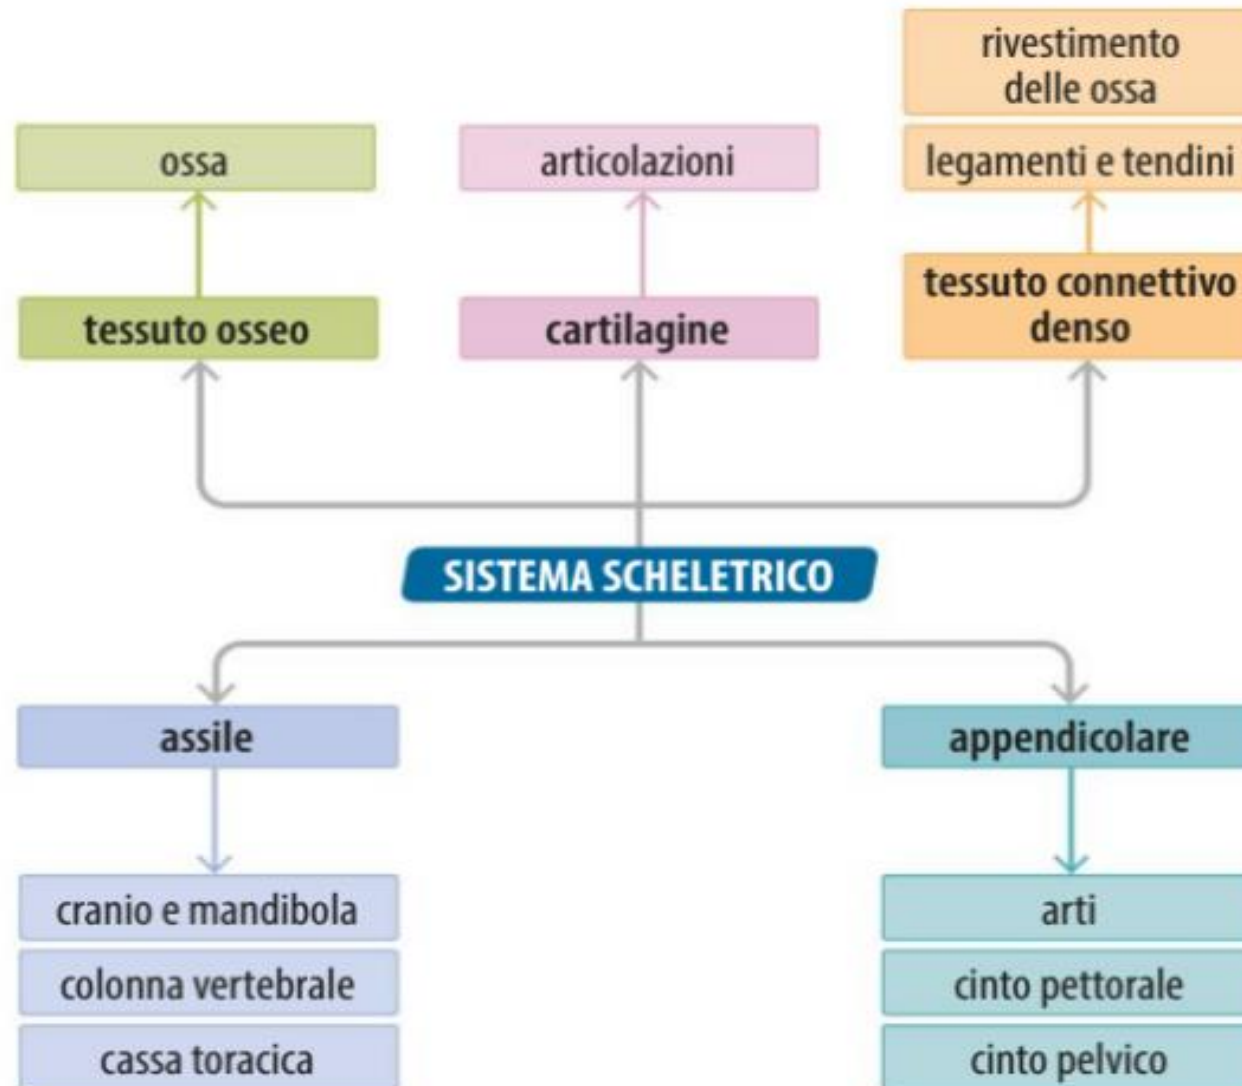 rivestimento
delle ossa
ossa
articolazioni
legamenti e tendini
tessuto osseo
cartilagine
tessuto connettivo
denso
SISTEMA SCHELETRICO
assile
appendicolare
cranio e mandibola
arti
colonna vertebrale
cinto pettorale
cassa toracica
cinto pelvico